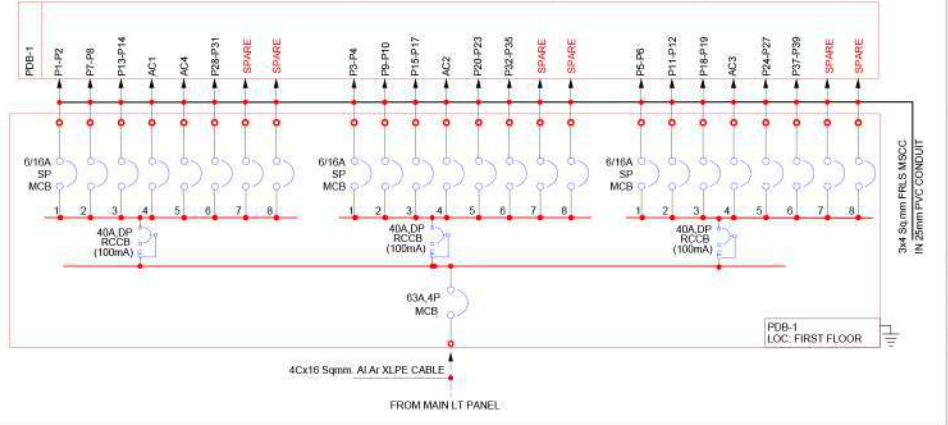 PDB-1
P1-P2
P7-P8
P13-P14
AC1
AC4
P28-P31
SPARE
SPARE
P3-P4
P9-P10
P15-P17
AC2
P20-P23
P32-P35
SPARE
SPARE
P5-P6
P11-P12
P18-P19
AC3
P24-P27
P37-P39
SPARE
SPARE
6/16A
SP
MCB
6/16A
SP
MCB
6/16A
SP
MCB
1 2 3 4 5 6 7 8
1 2 3 4 5 6 7 8
1 2 3 4 5 6 7 8
40A,DP
RCCB
(100mA)
40A,DP
RCCB
(100mA)
40A,DP
RCCB
(100mA)
3x4 Sq.mm FRLS MSCC
IN 25mm PVC CONDUIT
63A,4P
MCB
PDB-1
LOC: FIRST FLOOR
4Cx16 Sqmm. Al.Ar XLPE CABLE
FROM MAIN LT PANEL